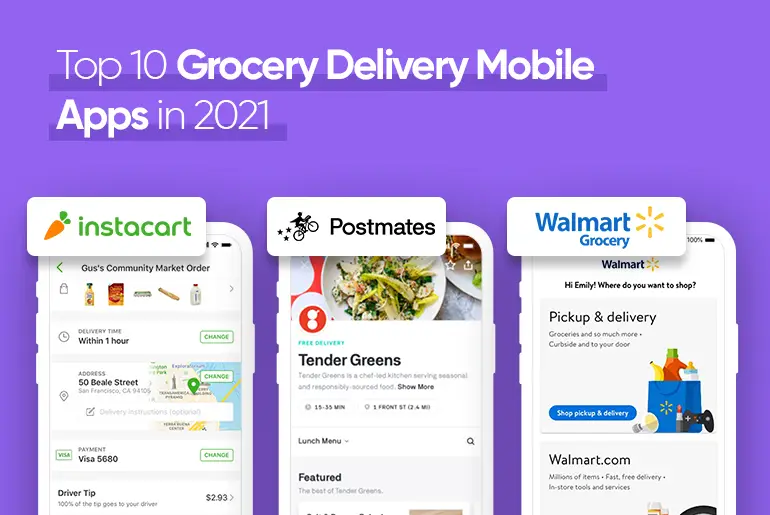 Top 10 Grocery Delivery Mobile
Apps in 2021
instacart
Gus's Community Market Order
DELIVERY TIME
Within 1 hour
CHANGE
ADDRESS
50 Beale Street
San Francisco, CA 94105
CHANGE
Delivery instructions (optional)
VISA
PAYMENT
Visa 5680
CHANGE
Driver Tip
100% of the tip goes to your driver
$2.93
Postmates
FREE DELIVERY
Tender Greens
Tender Greens is a chef-led kitchen serving seasonal
and responsibly-sourced food. Show More
15-35 MIN
1 FRONT ST (2.4 MI)
Lunch Menu
Featured
The best of Tender Greens.
Walmart
Grocery
100%
Walmart
Hi Emily! Where do you want to shop?
Pickup & delivery
Groceries and so much more •
Curbside and to your door
Shop pickup & delivery
Walmart.com
Millions of items • Fast, free delivery •
In-store tools and services